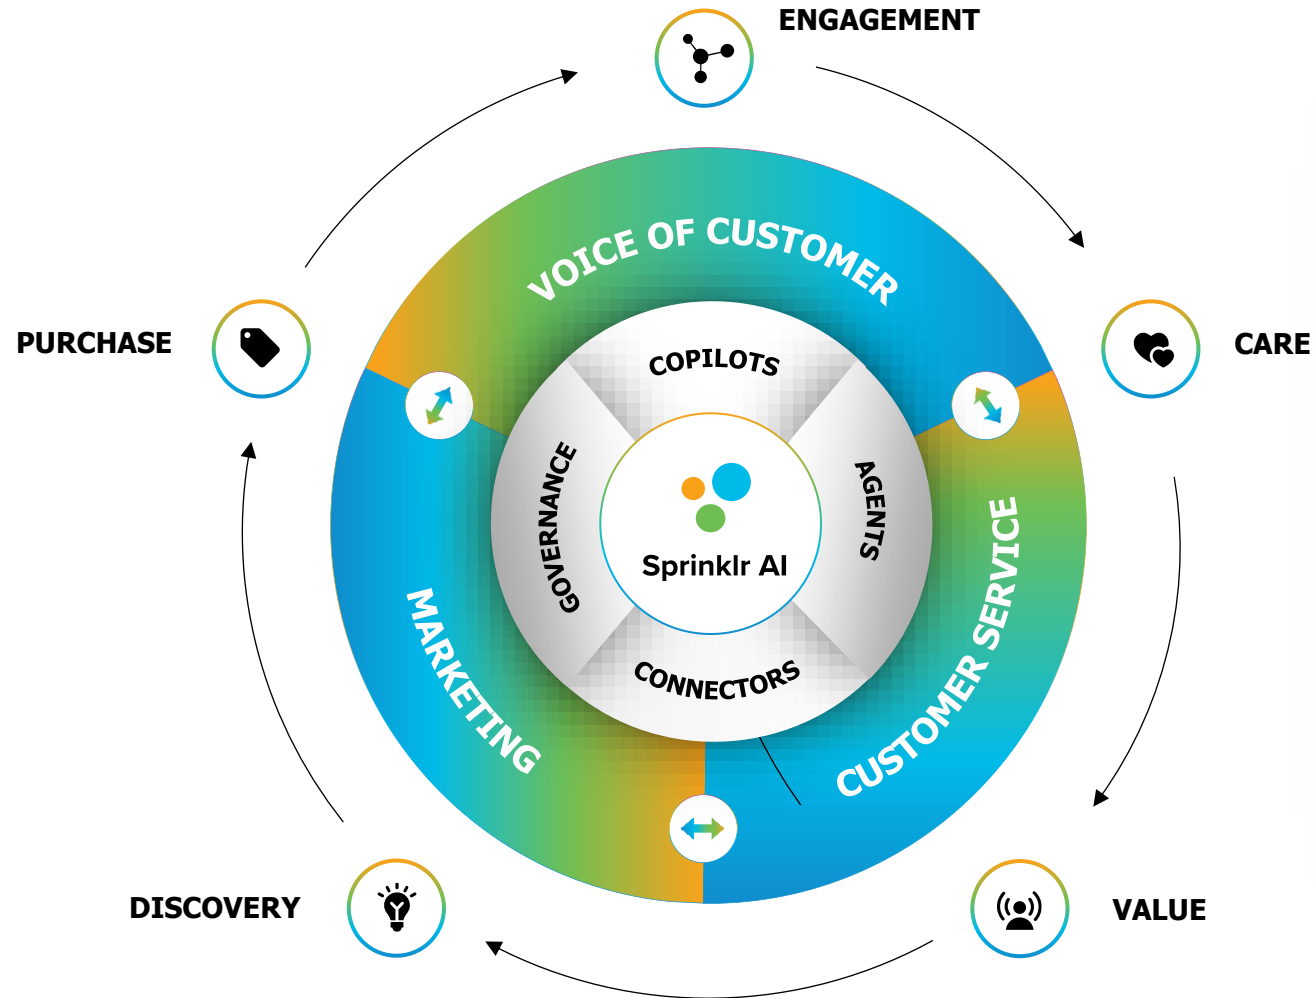 ENGAGEMENT
VOICE OF CUSTOMER
PURCHASE
CARE
COPILOTS
GOVERNANCE
AGENTS
Sprinklr AI
CONNECTORS
MARKETING
CUSTOMER SERVICE
DISCOVERY
VALUE